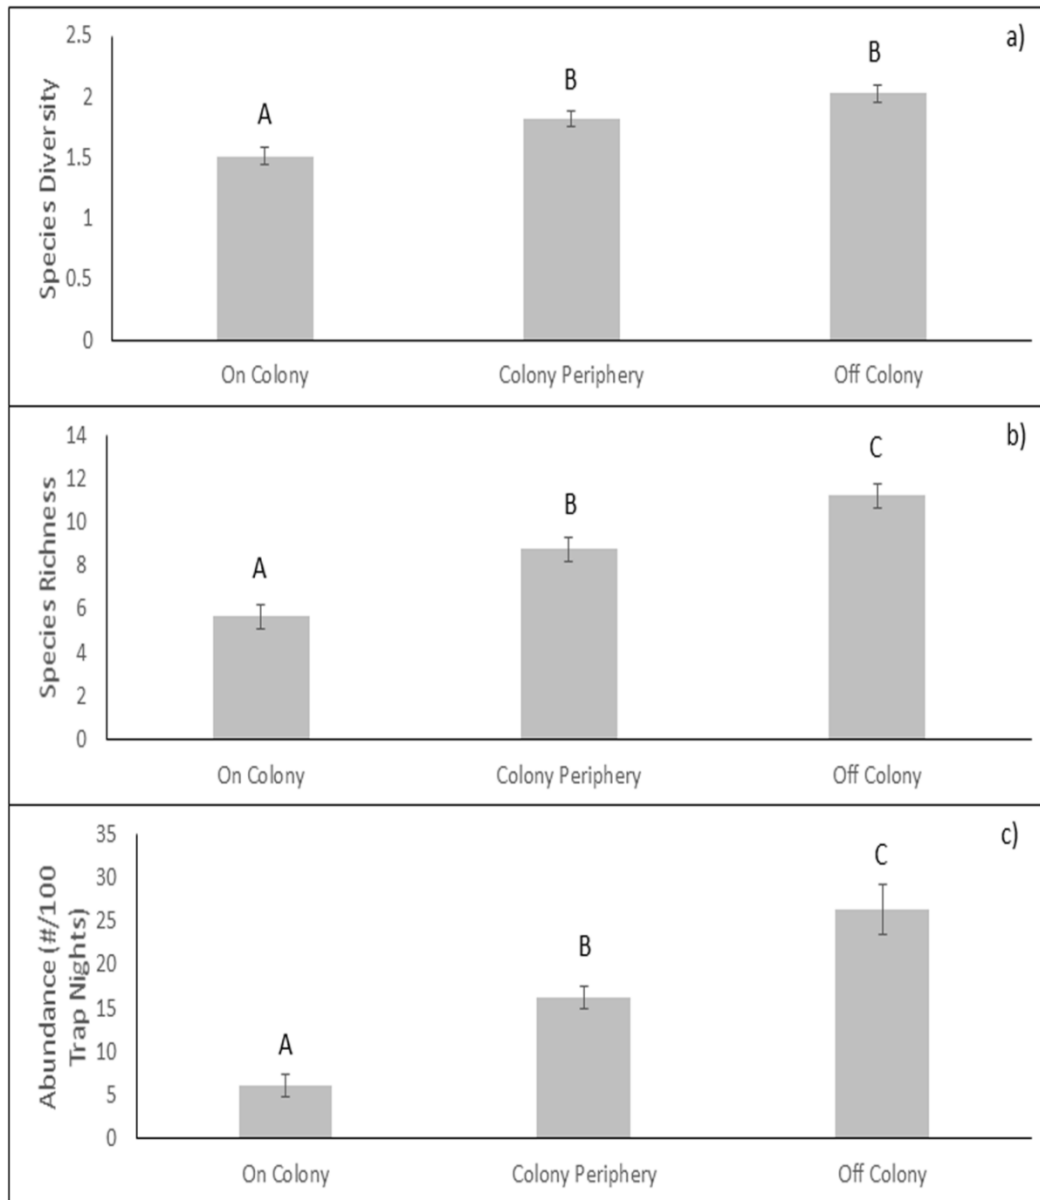 a)
Species Diversity
2.5
2
1.5
1
0.5
0
A
B
B
On Colony
Colony Periphery
Off Colony
b)
Species Richness
14
12
10
8
6
4
2
0
A
B
C
On Colony
Colony Periphery
Off Colony
c)
Abundance (#/100
Trap Nights)
35
30
25
20
15
10
5
0
A
B
C
On Colony
Colony Periphery
Off Colony